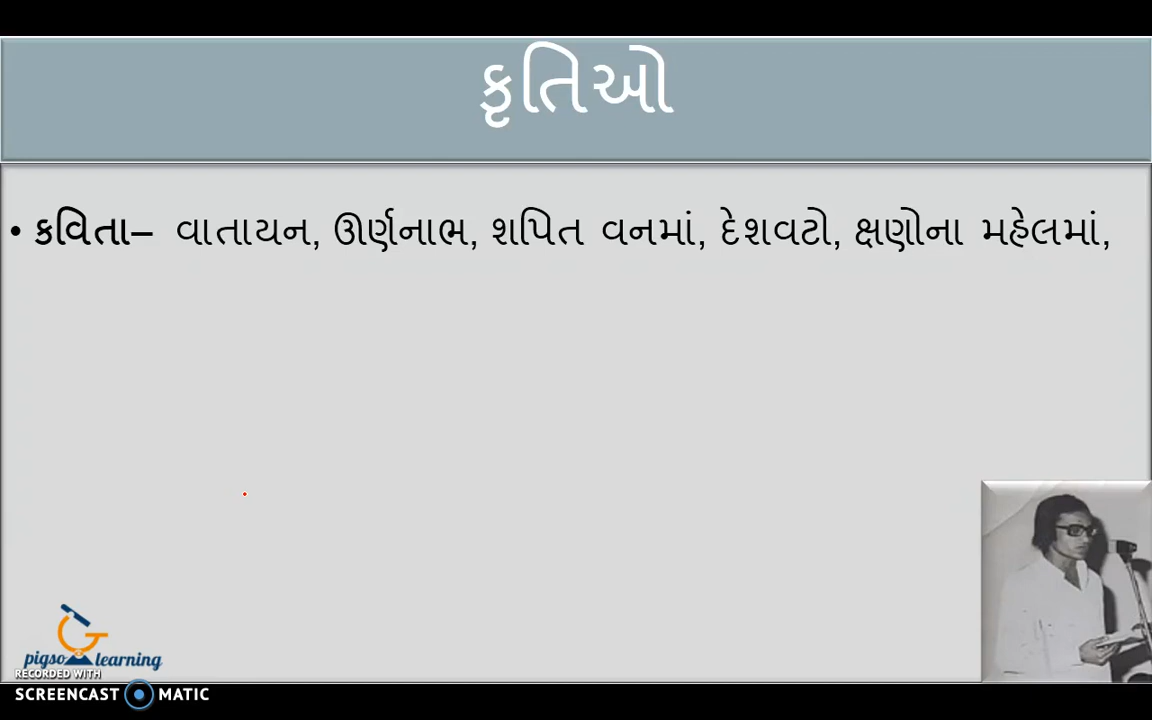 કૃતિઓ
• કવિતા– વાતાયન, ઊર્ણનાભ, શપિત વનમાં, દેશવટો, ક્ષણોના મહેલમાં,
pigso learning
RECORDED WITH
SCREENCAST MATIC